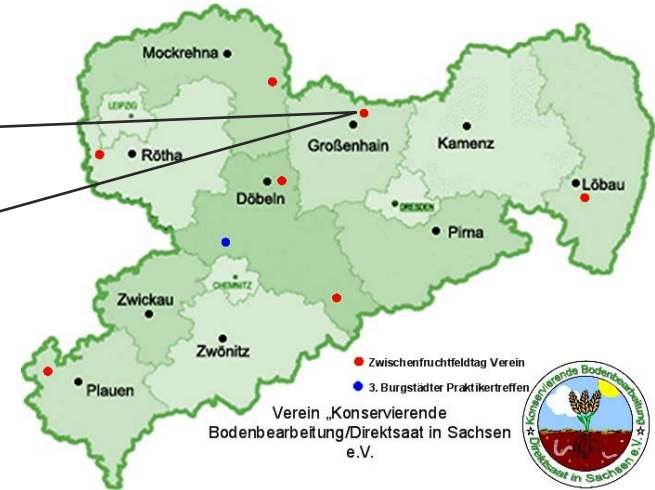 Mockrehna
LEIPZIG
Rötha
Großenhain
Kamenz
Döbeln
Löbau
DRESDEN
Pirna
CHEMNITZ
Zwickau
Zwönitz
Plauen
Zwischenfruchtfeldtag Verein
3. Burgstädter Praktikertreffen
Verein „Konservierende
Bodenbearbeitung/Direktsaat in Sachsen
e.V.
Konservierende Bodenbearbeitung
Direktsaat in Sachsen e.V.